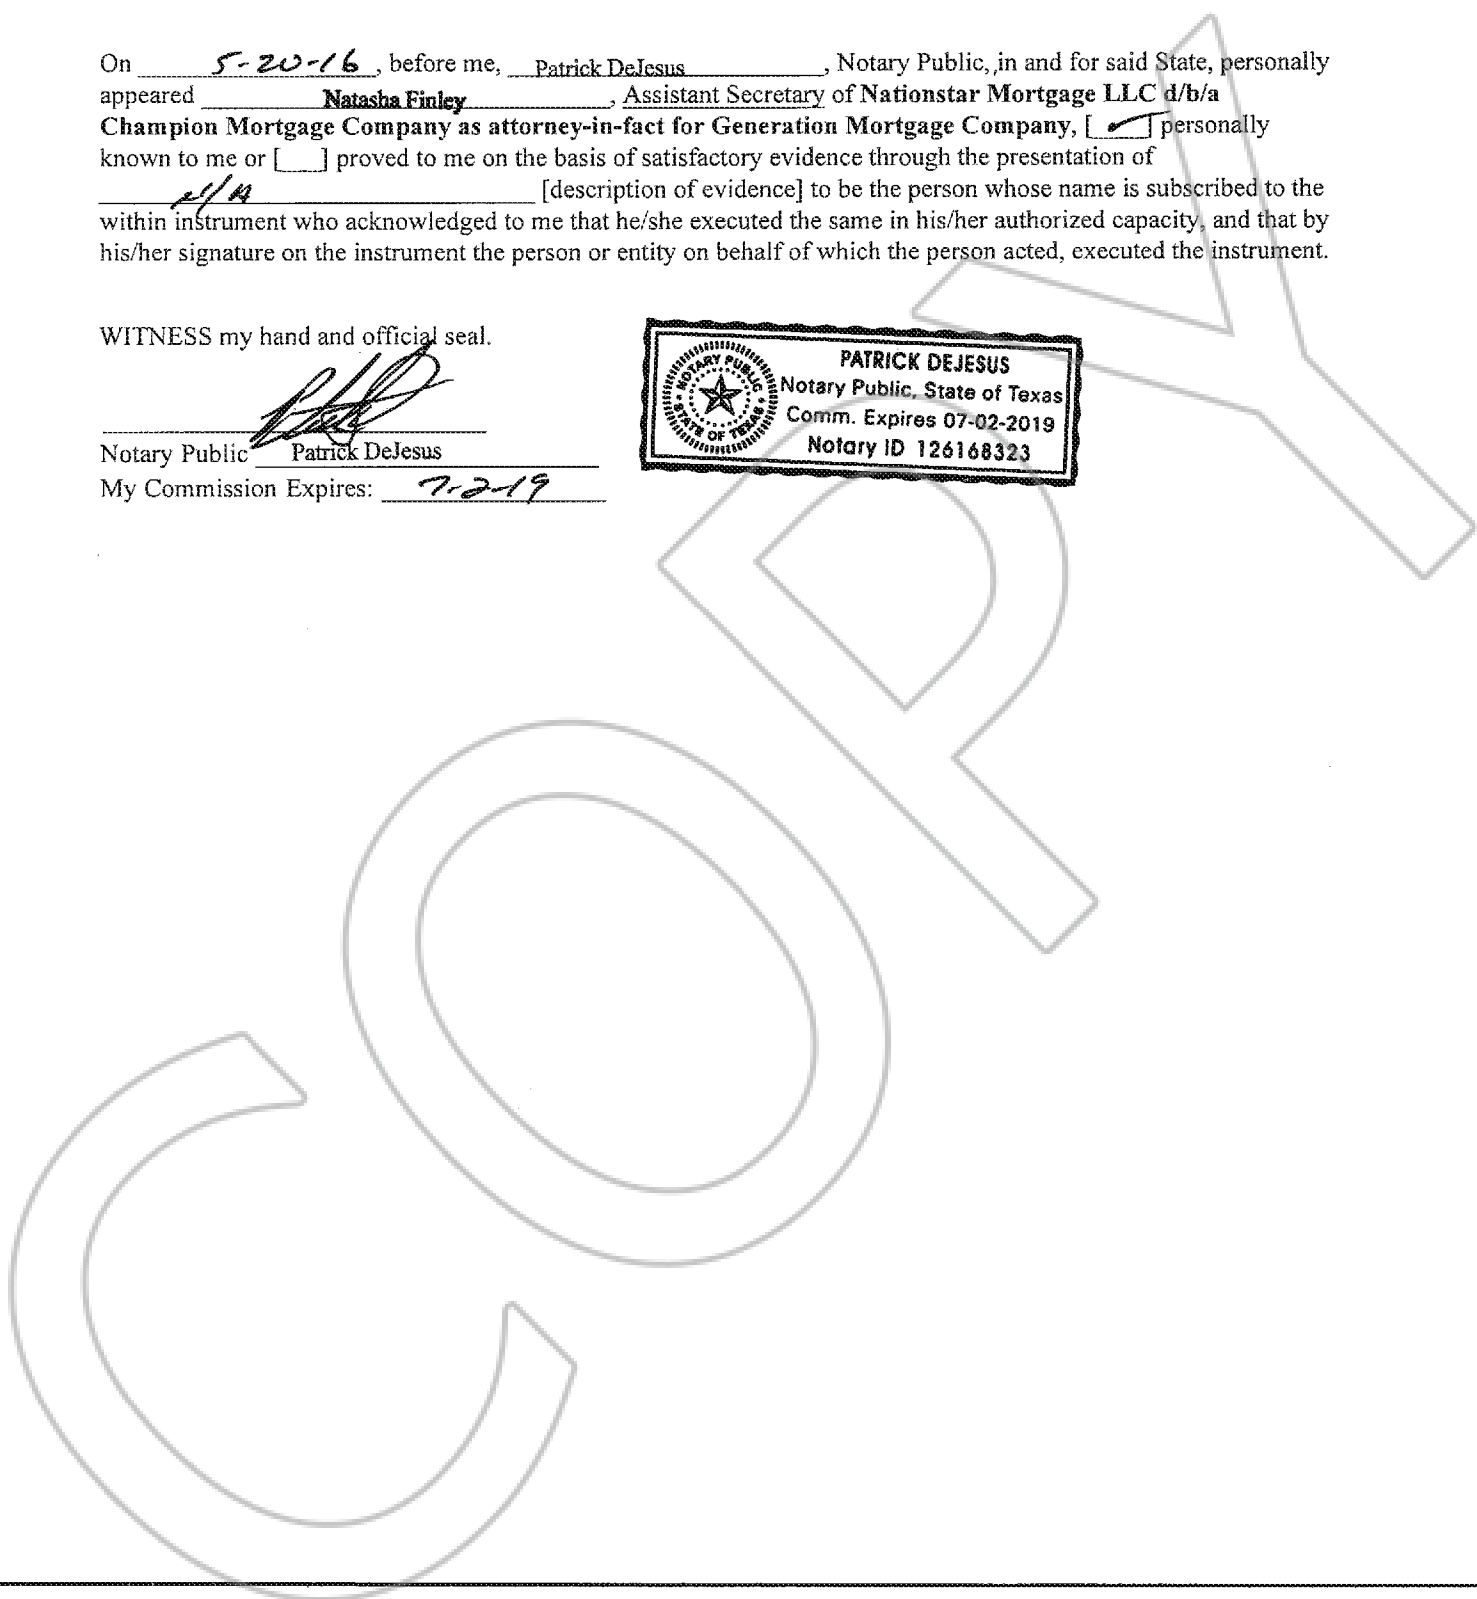 On 5-20-16, before me, Patrick DeJesus, Notary Public, in and for said State, personally
appeared Natasha Finley, Assistant Secretary of Nationstar Mortgage LLC d/b/a
Champion Mortgage Company as attorney-in-fact for Generation Mortgage Company, [✓] personally
known to me or [__] proved to me on the basis of satisfactory evidence through the presentation of
N/A [description of evidence] to be the person whose name is subscribed to the
within instrument who acknowledged to me that he/she executed the same in his/her authorized capacity, and that by
his/her signature on the instrument the person or entity on behalf of which the person acted, executed the instrument.
WITNESS my hand and official seal.
Notary Public Patrick DeJesus
My Commission Expires: 7-2-19
NOTARY PUBLIC
STATE OF TEXAS
PATRICK DEJESUS
Notary Public, State of Texas
Comm. Expires 07-02-2019
Notary ID 126168323
COPY